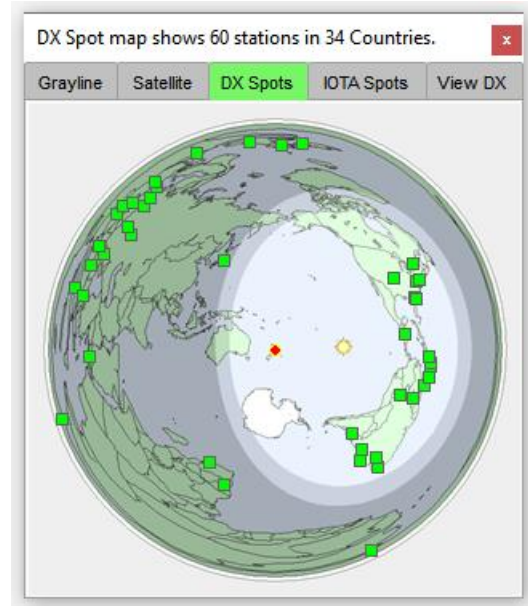 DX Spot map shows 60 stations in 34 Countries.
x
Grayline Satellite DX Spots IOTA Spots View DX